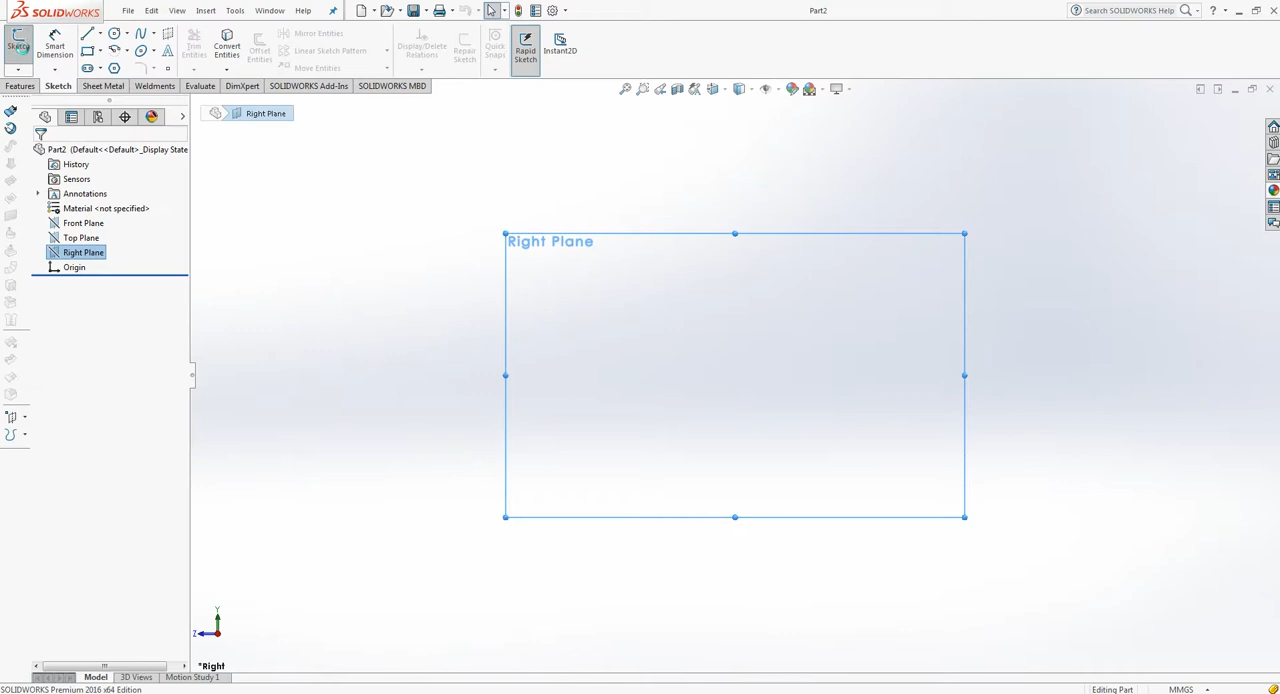 SOLIDWORKS File Edit View Insert Tools Window Help Part2 Search SOLIDWORKS Help
Sketch Smart Dimension Trim Entities Convert Entities Offset Entities Mirror Entities Linear Sketch Pattern Move Entities Display/Delete Relations Repair Sketch Quick Snaps Rapid Sketch Instant2D
Features Sketch Sheet Metal Weldments Evaluate DimXpert SOLIDWORKS Add-Ins SOLIDWORKS MBD
Right Plane
Part2 (Default<<Default>_Display State
History
Sensors
Annotations
Material <not specified>
Front Plane
Top Plane
Right Plane
Origin
Right Plane
Y
Z
*Right
Model 3D Views Motion Study 1
SOLIDWORKS Premium 2016 x64 Edition Editing Part MMGS